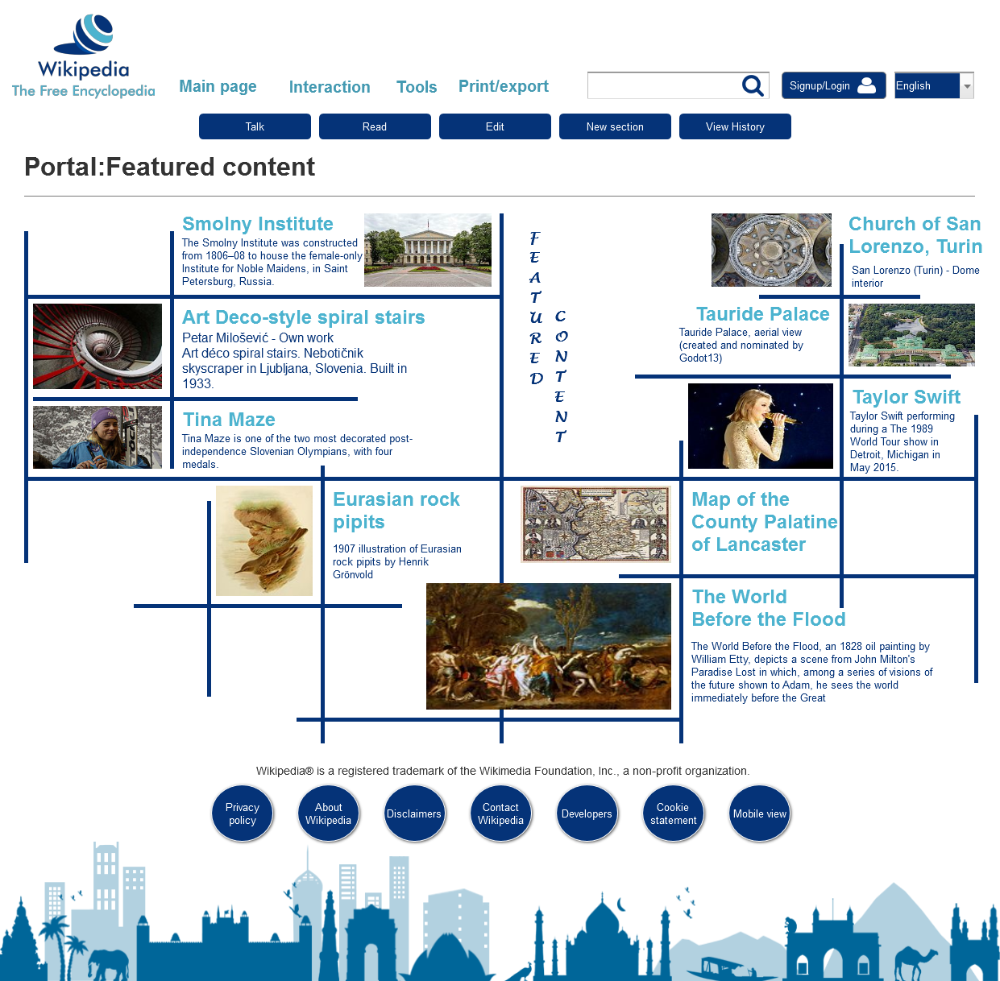 Wikipedia
The Free Encyclopedia
Main page
Interaction
Tools
Print/export
Signup/Login
English
Talk
Read
Edit
New section
View History
Portal:Featured content
Smolny Institute
The Smolny Institute was constructed
from 1806–08 to house the female-only
Institute for Noble Maidens, in Saint
Petersburg, Russia.
Art Deco-style spiral stairs
Petar Milošević - Own work
Art déco spiral stairs. Nebotičnik
skyscraper in Ljubljana, Slovenia. Built in
1933.
Tina Maze
Tina Maze is one of the two most decorated post-
independence Slovenian Olympians, with four
medals.
Eurasian rock
pipits
1907 illustration of Eurasian
rock pipits by Henrik
Grönvold
FEATURED
CONTENT
Church of San
Lorenzo, Turin
San Lorenzo (Turin) - Dome
interior
Tauride Palace
Tauride Palace, aerial view
(created and nominated by
Godot13)
Taylor Swift
Taylor Swift performing
during a The 1989
World Tour show in
Detroit, Michigan in
May 2015.
Map of the
County Palatine
of Lancaster
The World
Before the Flood
The World Before the Flood, an 1828 oil painting by
William Etty, depicts a scene from John Milton's
Paradise Lost in which, among a series of visions of
the future shown to Adam, he sees the world
immediately before the Great
Wikipedia® is a registered trademark of the Wikimedia Foundation, Inc., a non-profit organization.
Privacy
policy
About
Wikipedia
Disclaimers
Contact
Wikipedia
Developers
Cookie
statement
Mobile view